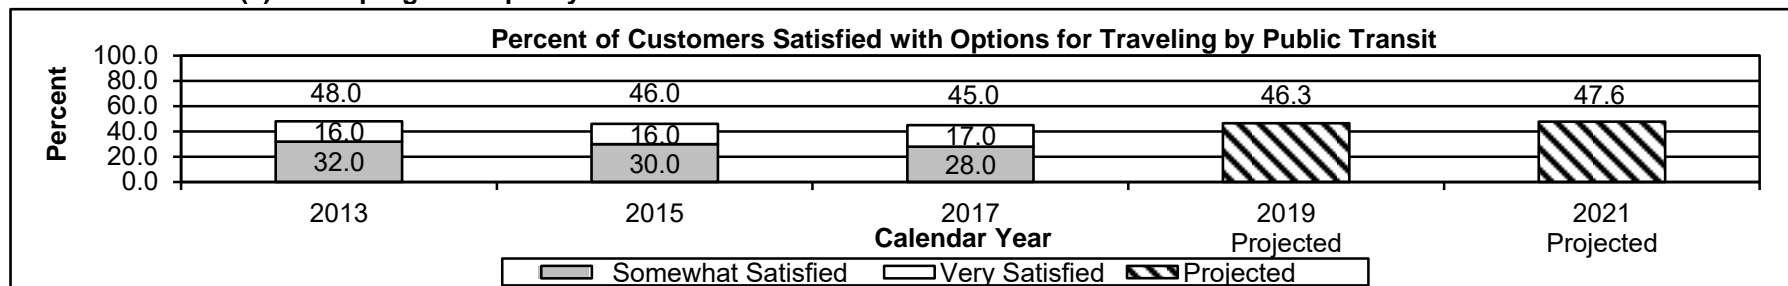 Percent of Customers Satisfied with Options for Traveling by Public Transit
Percent
100.0
80.0
60.0
40.0
20.0
0.0
48.0 46.0 45.0 46.3 47.6
16.0 16.0 17.0
32.0 30.0 28.0
2013 2015 2017 2019 2021
Calendar Year Projected Projected
Somewhat Satisfied Very Satisfied Projected